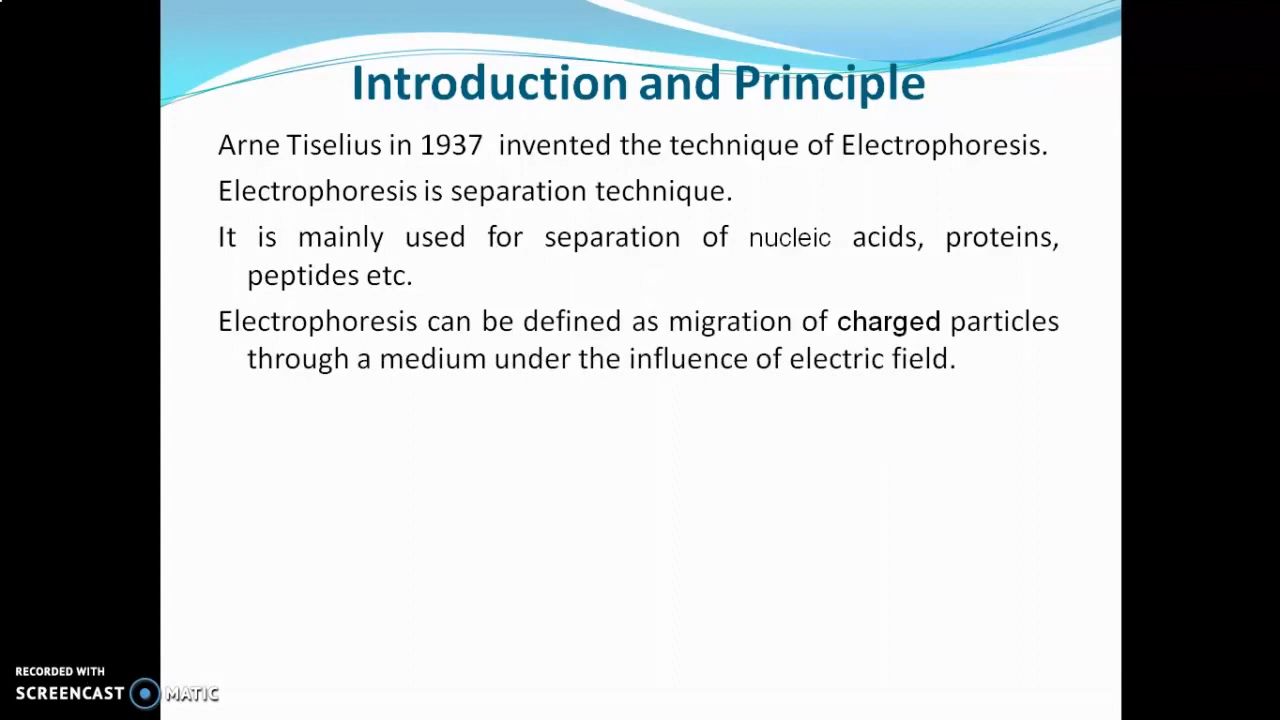 Introduction and Principle
Arne Tiselius in 1937 invented the technique of Electrophoresis.
Electrophoresis is separation technique.
It is mainly used for separation of nucleic acids, proteins,
peptides etc.
Electrophoresis can be defined as migration of charged particles
through a medium under the influence of electric field.
RECORDED WITH
SCREENCAST MATIC